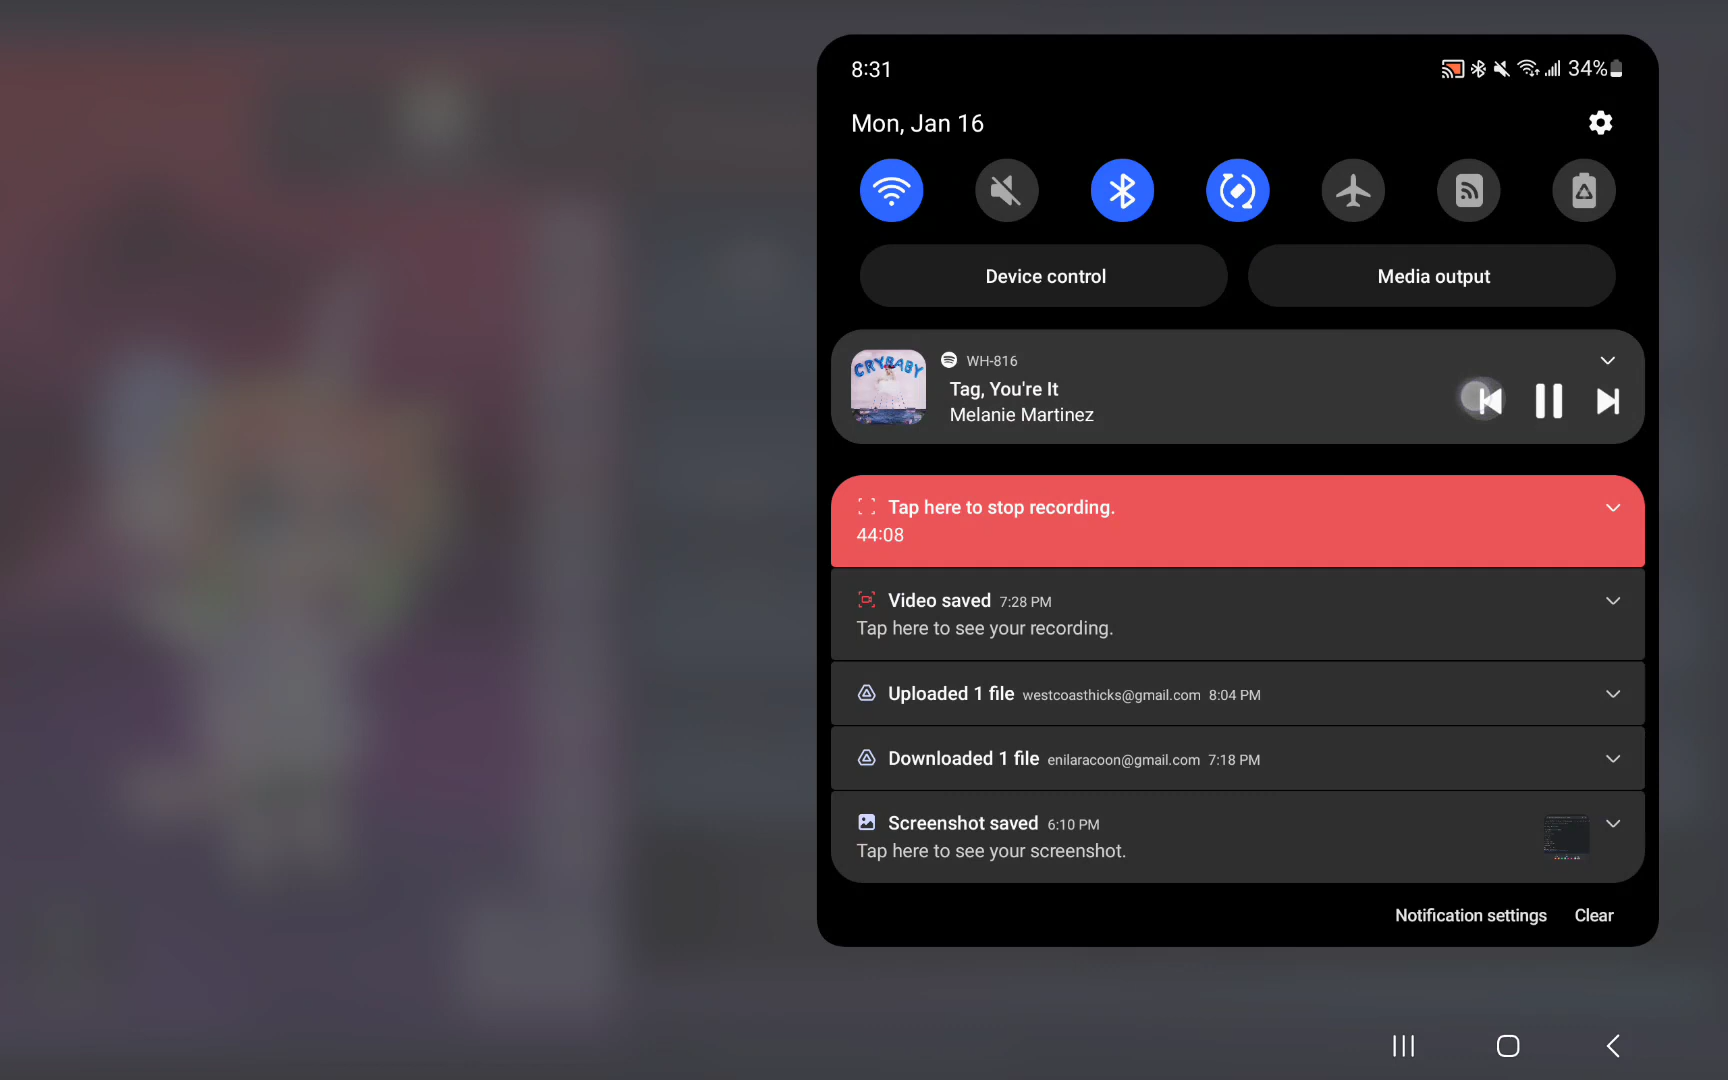 8:31
34%
Mon, Jan 16
Device control
Media output
CRYBABY
WH-816
Tag, You're It
Melanie Martinez
Tap here to stop recording.
44:08
Video saved 7:28 PM
Tap here to see your recording.
Uploaded 1 file westcoasthicks@gmail.com 8:04 PM
Downloaded 1 file enilaracoon@gmail.com 7:18 PM
Screenshot saved 6:10 PM
Tap here to see your screenshot.
Notification settings
Clear